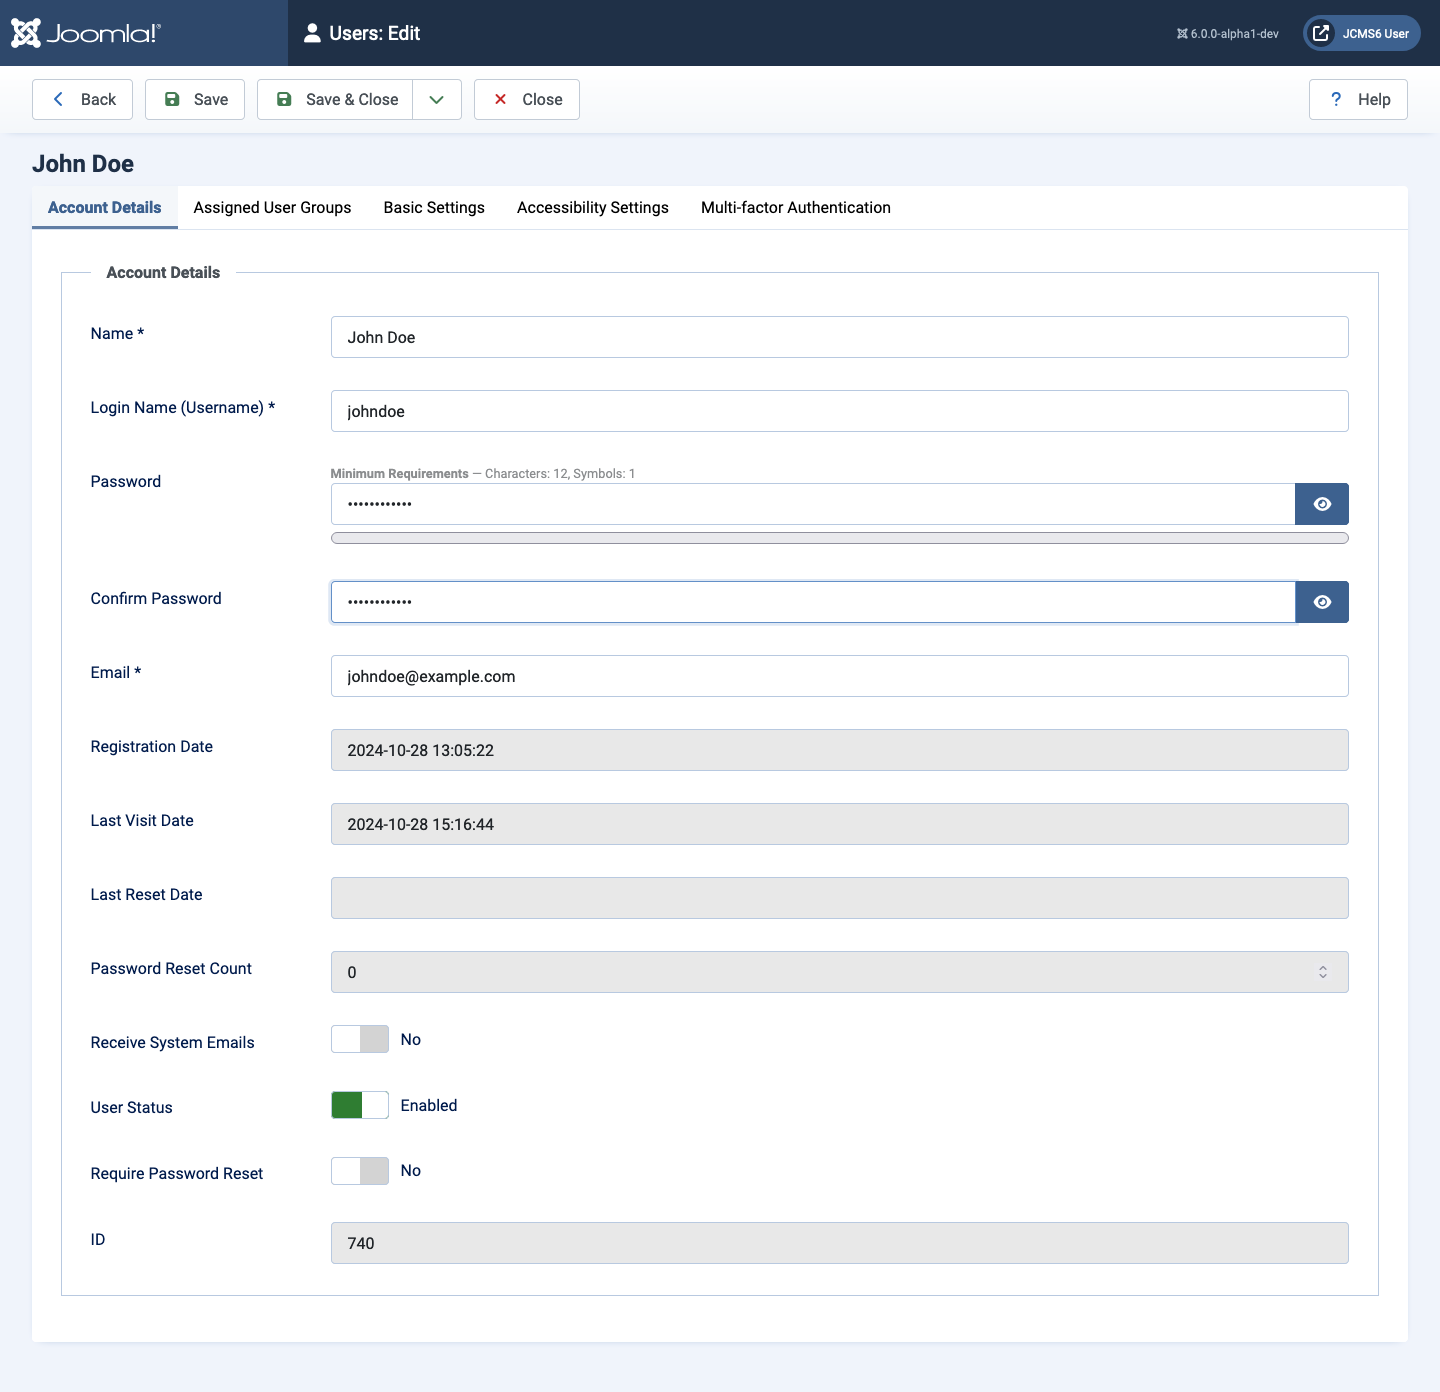 Joomla!®
Users: Edit
6.0.0-alpha1-dev
JCMS6 User
Back
Save
Save & Close
Close
? Help
John Doe
Account Details
Assigned User Groups
Basic Settings
Accessibility Settings
Multi-factor Authentication
Account Details
Name *
John Doe
Login Name (Username) *
johndoe
Password
Minimum Requirements — Characters: 12, Symbols: 1
••••••••••••
Confirm Password
••••••••••••
Email *
johndoe@example.com
Registration Date
2024-10-28 13:05:22
Last Visit Date
2024-10-28 15:16:44
Last Reset Date
Password Reset Count
0
Receive System Emails
No
User Status
Enabled
Require Password Reset
No
ID
740